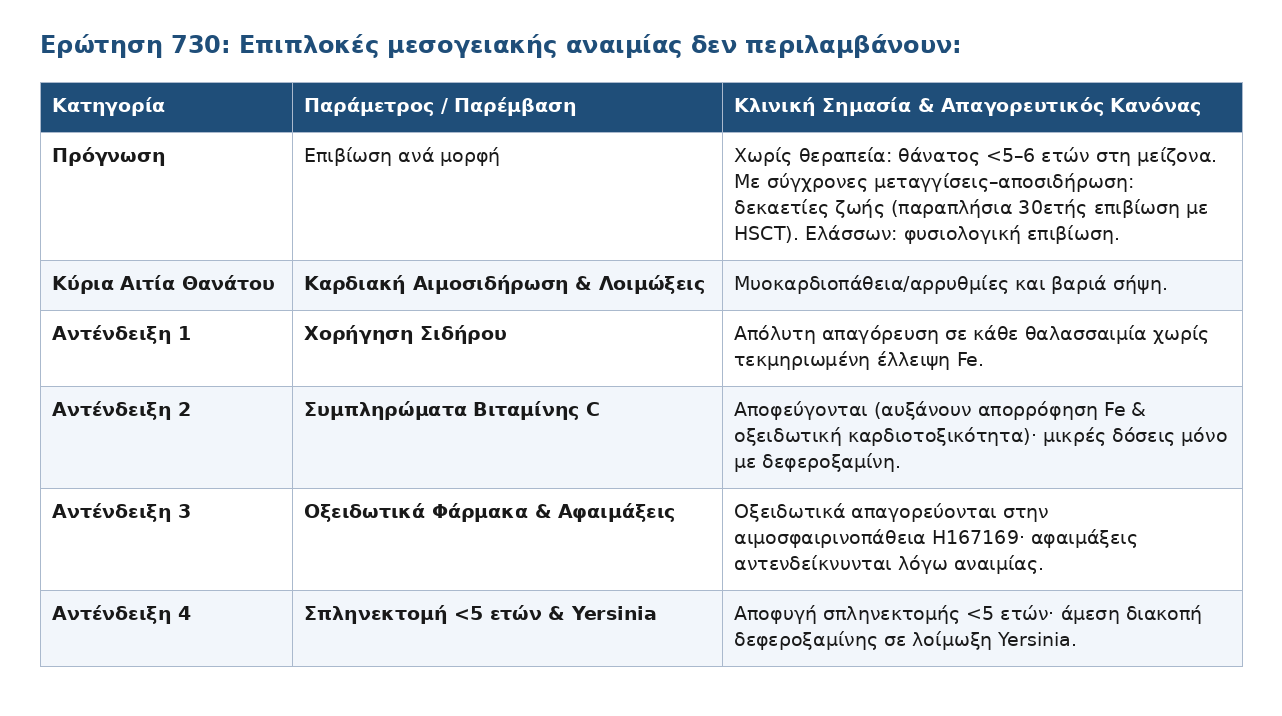 Ερώτηση 730: Επιπλοκές μεσογειακής αναιμίας δεν περιλαμβάνουν:
Κατηγορία
Παράμετρος / Παρέμβαση
Κλινική Σημασία & Απαγορευτικός Κανόνας
Πρόγνωση
Επιβίωση ανά μορφή
Χωρίς θεραπεία: θάνατος <5–6 ετών στη μείζονα.
Με σύγχρονες μεταγγίσεις–αποσιδήρωση:
δεκαετίες ζωής (παραπλήσια 30ετής επιβίωση με
HSCT). Ελάσσων: φυσιολογική επιβίωση.
Κύρια Αιτία Θανάτου
Καρδιακή Αιμοσιδήρωση & Λοιμώξεις
Μυοκαρδιοπάθεια/αρρυθμίες και βαριά σήψη.
Αντένδειξη 1
Χορήγηση Σιδήρου
Απόλυτη απαγόρευση σε κάθε θαλασσαιμία χωρίς
τεκμηριωμένη έλλειψη Fe.
Αντένδειξη 2
Συμπληρώματα Βιταμίνης C
Αποφεύγονται (αυξάνουν απορρόφηση Fe &
οξειδωτική καρδιοτοξικότητα)· μικρές δόσεις μόνο
με δεφεροξαμίνη.
Αντένδειξη 3
Οξειδωτικά Φάρμακα & Αφαιμάξεις
Οξειδωτικά απαγορεύονται στην
αιμοσφαιρινοπάθεια H167169· αφαιμάξεις
αντενδείκνυνται λόγω αναιμίας.
Αντένδειξη 4
Σπληνεκτομή <5 ετών & Yersinia
Αποφυγή σπληνεκτομής <5 ετών· άμεση διακοπή
δεφεροξαμίνης σε λοίμωξη Yersinia.